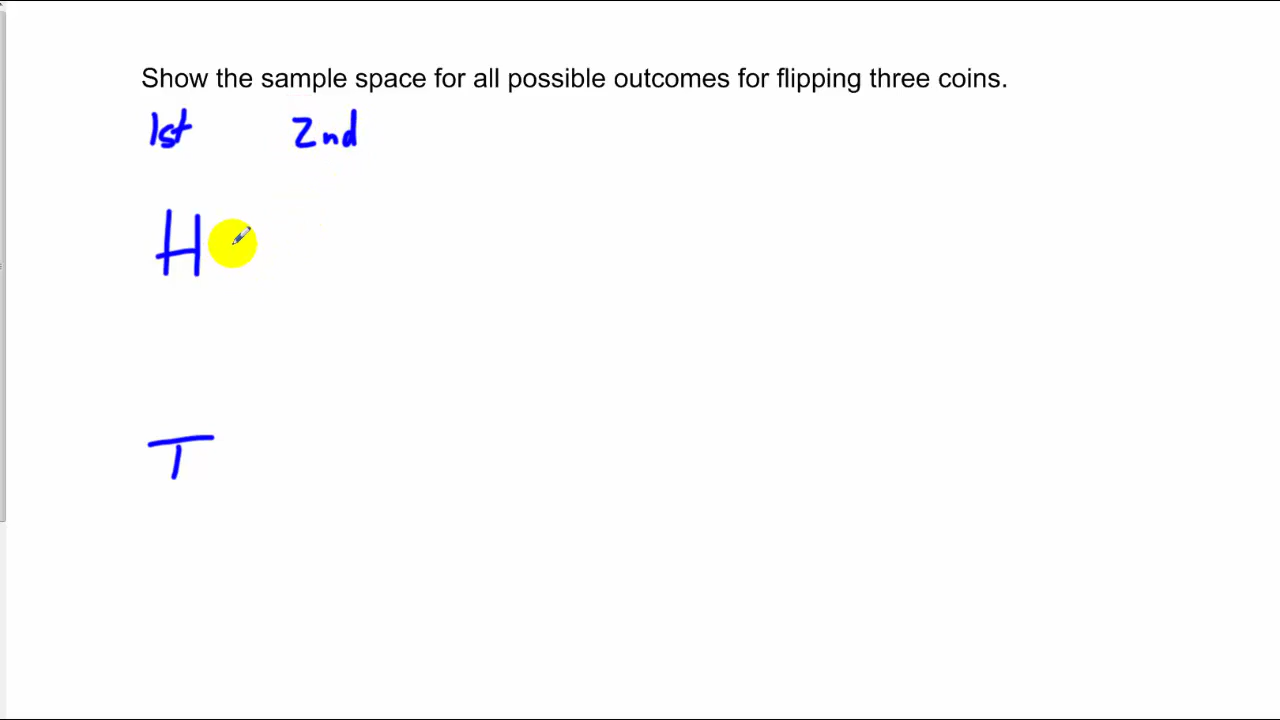 Show the sample space for all possible outcomes for flipping three coins.
1st 2nd
H
T